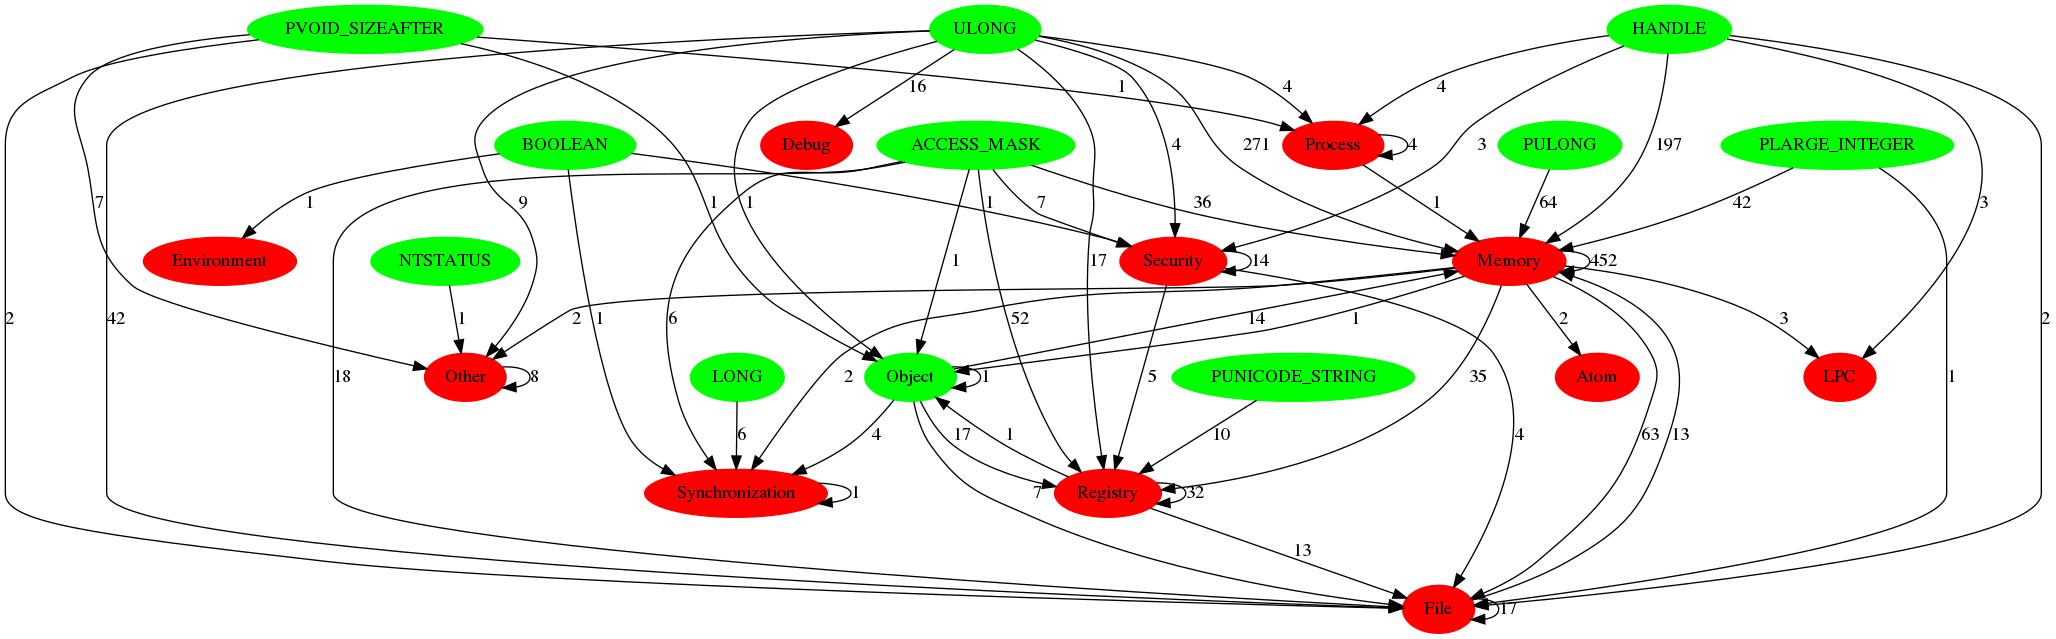 PVOID_SIZEAFTER ULONG HANDLE
16 1 4 4
BOOLEAN Debug ACCESS_MASK 4 271 Process 4 3 PULONG 197 PLARGE_INTEGER
7 1 9 1 1 1 7 36 1 64 42 3
Environment NTSTATUS Security 14 Memory 452
17
2 42 1 2 1 6 52 14 1 2 3 2
18 Other 8 LONG 2 Object 1 5 PUNICODE_STRING 35 Atom LPC 1
6 4 17 1 10 4 63 13
Synchronization 1 7 Registry 32
13
File 17